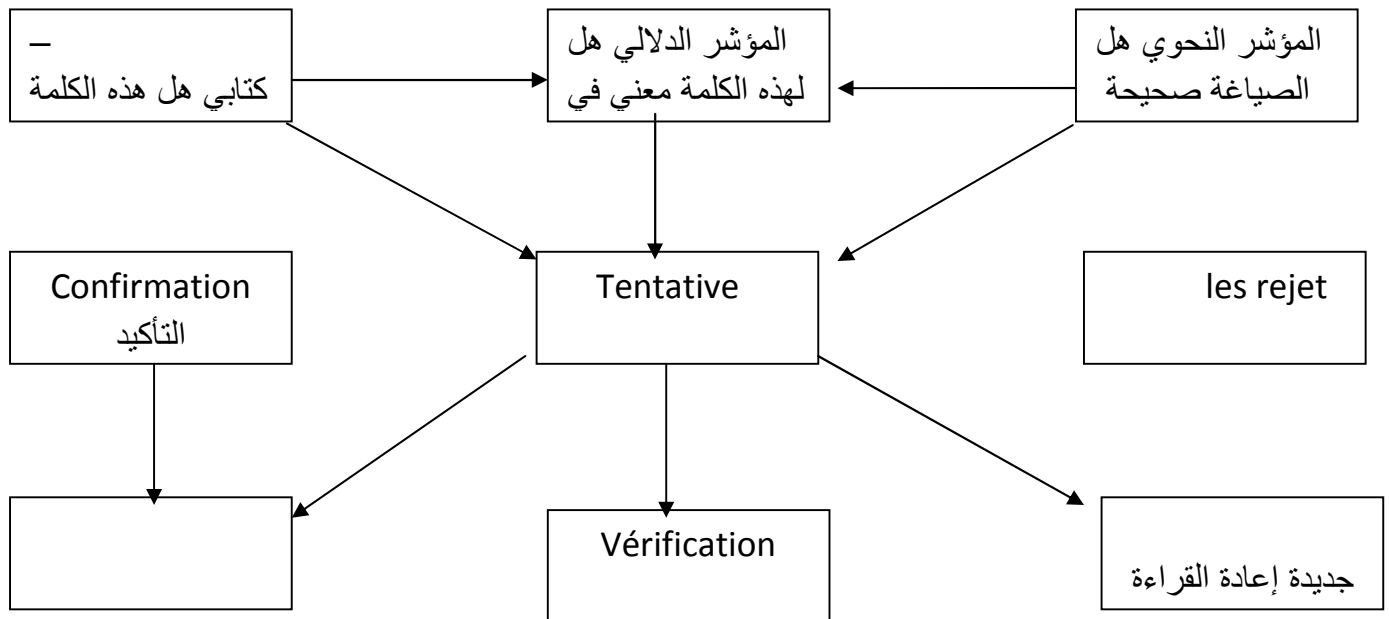 –
كتابي هل هذه الكلمة
المؤشر الدلالي هل
لهذه الكلمة معني في
المؤشر النحوي هل
الصياغة صحيحة
Confirmation
التأكيد
Tentative
les rejet
Vérification
جديدة إعادة القراءة